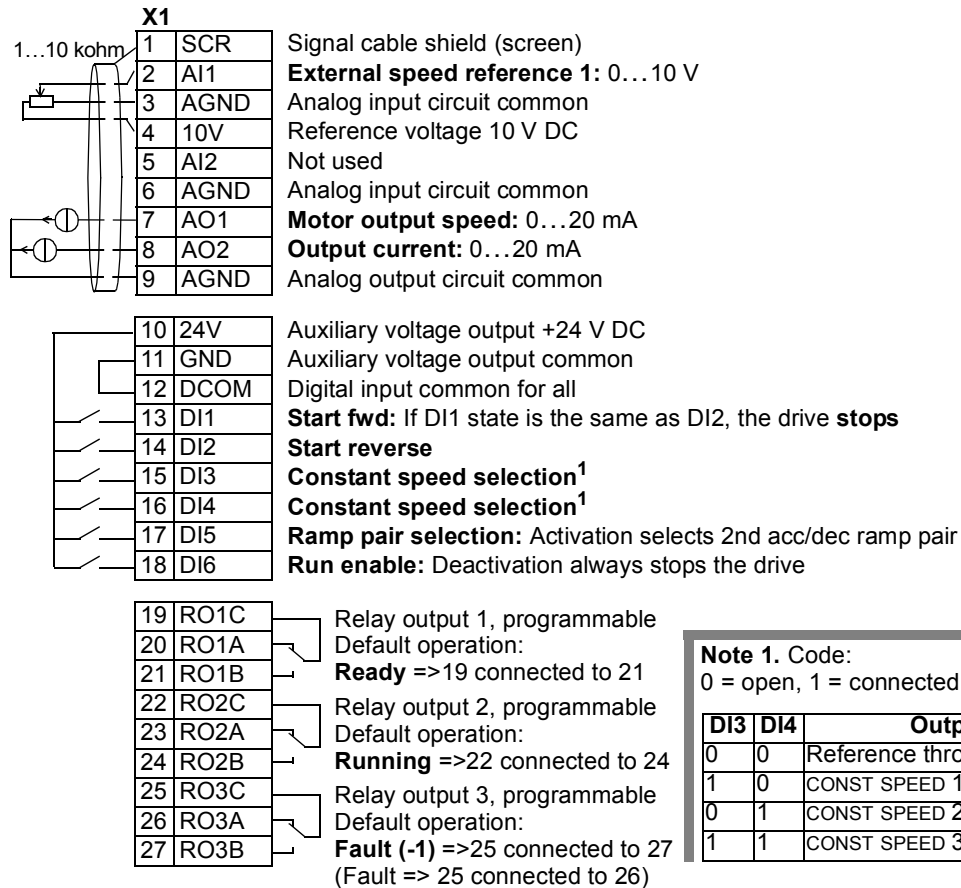 X1
1…10 kohm
1 SCR Signal cable shield (screen)
2 AI1 External speed reference 1: 0…10 V
3 AGND Analog input circuit common
4 10V Reference voltage 10 V DC
5 AI2 Not used
6 AGND Analog input circuit common
7 AO1 Motor output speed: 0…20 mA
8 AO2 Output current: 0…20 mA
9 AGND Analog output circuit common
10 24V Auxiliary voltage output +24 V DC
11 GND Auxiliary voltage output common
12 DCOM Digital input common for all
13 DI1 Start fwd: If DI1 state is the same as DI2, the drive stops
14 DI2 Start reverse
15 DI3 Constant speed selection1
16 DI4 Constant speed selection1
17 DI5 Ramp pair selection: Activation selects 2nd acc/dec ramp pair
18 DI6 Run enable: Deactivation always stops the drive
19 RO1C Relay output 1, programmable
20 RO1A Default operation:
21 RO1B Ready =>19 connected to 21
22 RO2C Relay output 2, programmable
23 RO2A Default operation:
24 RO2B Running =>22 connected to 24
25 RO3C Relay output 3, programmable
26 RO3A Default operation:
27 RO3B Fault (-1) =>25 connected to 27
(Fault => 25 connected to 26)
Note 1. Code:
0 = open, 1 = connected
DI3 DI4
0 0 Reference
1 0 CONST SPEED 1
0 1 CONST SPEED 2
1 1 CONST SPEED 3